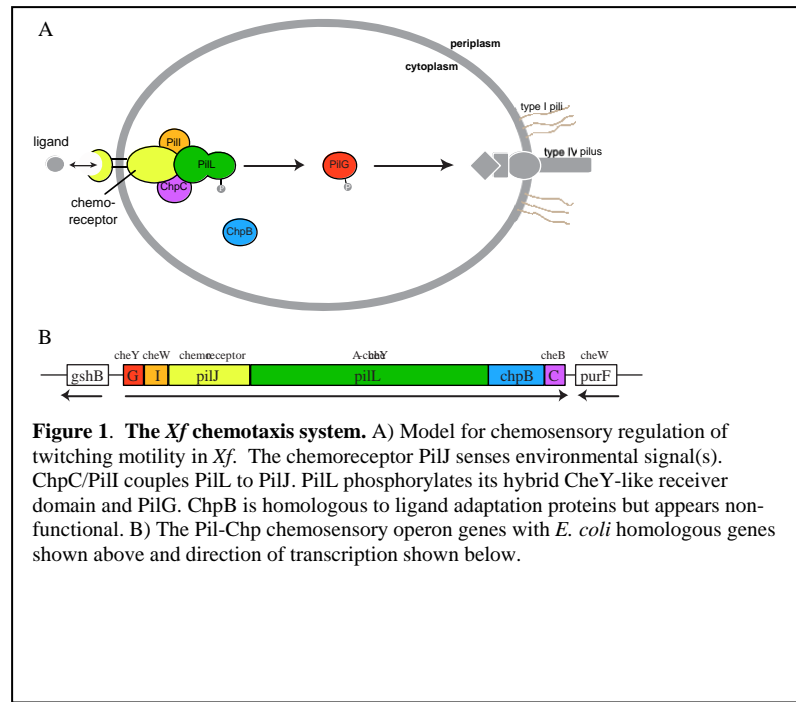 A
periplasm
cytoplasm
type I pili
ligand
PilI
PilL
PilG
type IV pilus
P
P
ChpC
chemo-
receptor
ChpB
B
cheY cheW chemoreceptor cheB cheW
gshB G I pilJ pilL chpB C purF
Figure 1. The Xf chemotaxis system. A) Model for chemosensory regulation of
twitching motility in Xf. The chemoreceptor PilJ senses environmental signal(s).
ChpC/PilI couples PilL to PilJ. PilL phosphorylates its hybrid CheY-like receiver
domain and PilG. ChpB is homologous to ligand adaptation proteins but appears non-
functional. B) The Pil-Chp chemosensory operon genes with E. coli homologous genes
shown above and direction of transcription shown below.